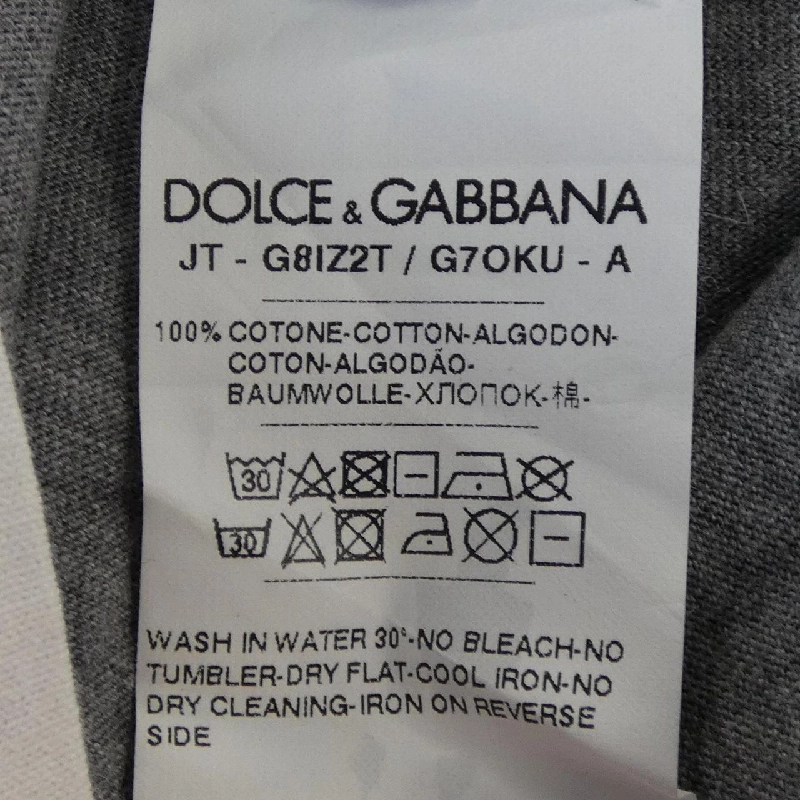 DOLCE & GABBANA
JT - G8IZ2T / G7OKU - A
100% COTONE-COTTON-ALGODON-
COTON-ALGODÃO-
BAUMWOLLE-ХЛОПОК-棉-
30
30
WASH IN WATER 30°-NO BLEACH-NO
TUMBLER-DRY FLAT-COOL IRON-NO
DRY CLEANING-IRON ON REVERSE
SIDE